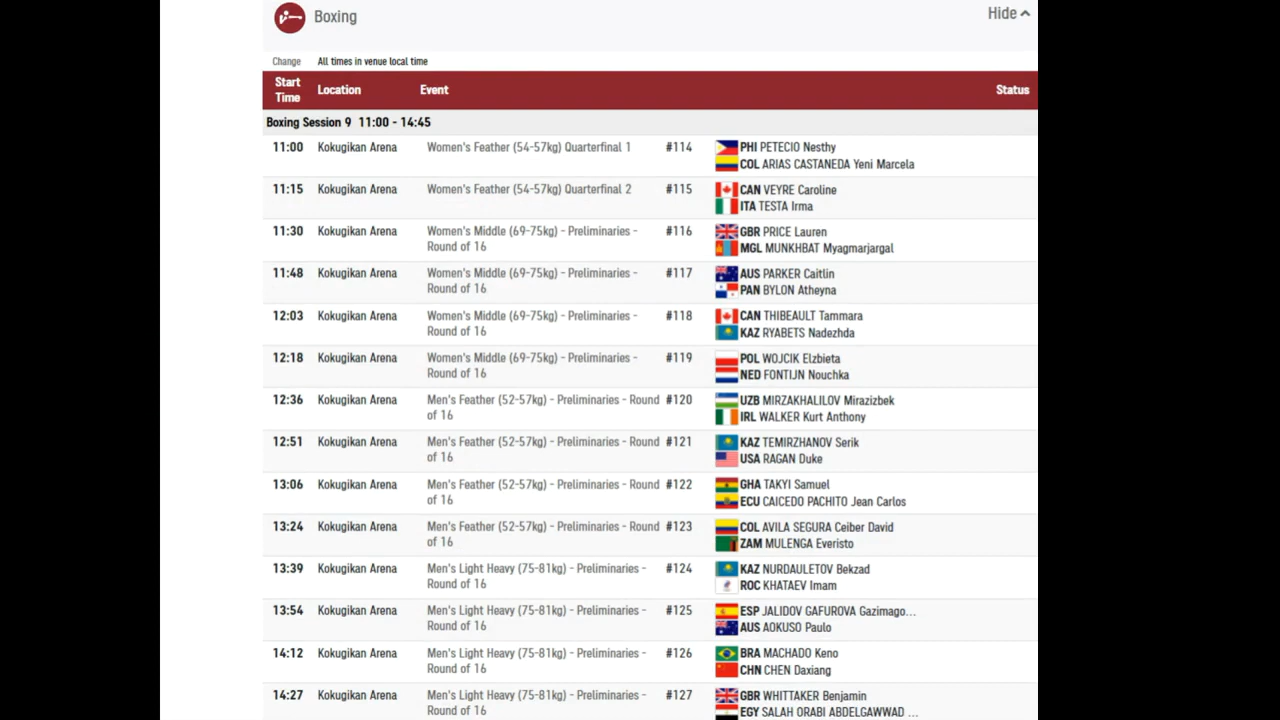 Boxing
Hide
Change All times in venue local time
Start Time Location Event Status
Boxing Session 9 11:00 - 14:45
11:00 Kokugikan Arena Women's Feather (54-57kg) Quarterfinal 1 #114 PHI PETECIO Nesthy
COL ARIAS CASTANEDA Yeni Marcela
11:15 Kokugikan Arena Women's Feather (54-57kg) Quarterfinal 2 #115 CAN VEYRE Caroline
ITA TESTA Irma
11:30 Kokugikan Arena Women's Middle (69-75kg) - Preliminaries - #116 GBR PRICE Lauren
Round of 16 MGL MUNKHBAT Myagmarjargal
11:48 Kokugikan Arena Women's Middle (69-75kg) - Preliminaries - #117 AUS PARKER Caitlin
Round of 16 PAN BYLON Atheyna
12:03 Kokugikan Arena Women's Middle (69-75kg) - Preliminaries - #118 CAN THIBEAULT Tammara
Round of 16 KAZ RYABETS Nadezhda
12:18 Kokugikan Arena Women's Middle (69-75kg) - Preliminaries - #119 POL WOJCIK Elzbieta
Round of 16 NED FONTIJN Nouchka
12:36 Kokugikan Arena Men's Feather (52-57kg) - Preliminaries - Round #120 UZB MIRZAKHALILOV Mirazizbek
of 16 IRL WALKER Kurt Anthony
12:51 Kokugikan Arena Men's Feather (52-57kg) - Preliminaries - Round #121 KAZ TEMIRZHANOV Serik
of 16 USA RAGAN Duke
13:06 Kokugikan Arena Men's Feather (52-57kg) - Preliminaries - Round #122 GHA TAKYI Samuel
of 16 ECU CAICEDO PACHITO Jean Carlos
13:24 Kokugikan Arena Men's Feather (52-57kg) - Preliminaries - Round #123 COL AVILA SEGURA Ceiber David
of 16 ZAM MULENGA Everisto
13:39 Kokugikan Arena Men's Light Heavy (75-81kg) - Preliminaries - #124 KAZ NURDAULETOV Bekzad
Round of 16 ROC KHATAEV Imam
13:54 Kokugikan Arena Men's Light Heavy (75-81kg) - Preliminaries - #125 ESP JALIDOV GAFUROVA Gazimago...
Round of 16 AUS AOKUSO Paulo
14:12 Kokugikan Arena Men's Light Heavy (75-81kg) - Preliminaries - #126 BRA MACHADO Keno
Round of 16 CHN CHEN Daxiang
14:27 Kokugikan Arena Men's Light Heavy (75-81kg) - Preliminaries - #127 GBR WHITTAKER Benjamin
Round of 16 EGY SALAH ORABI ABDELGAWWAD ...